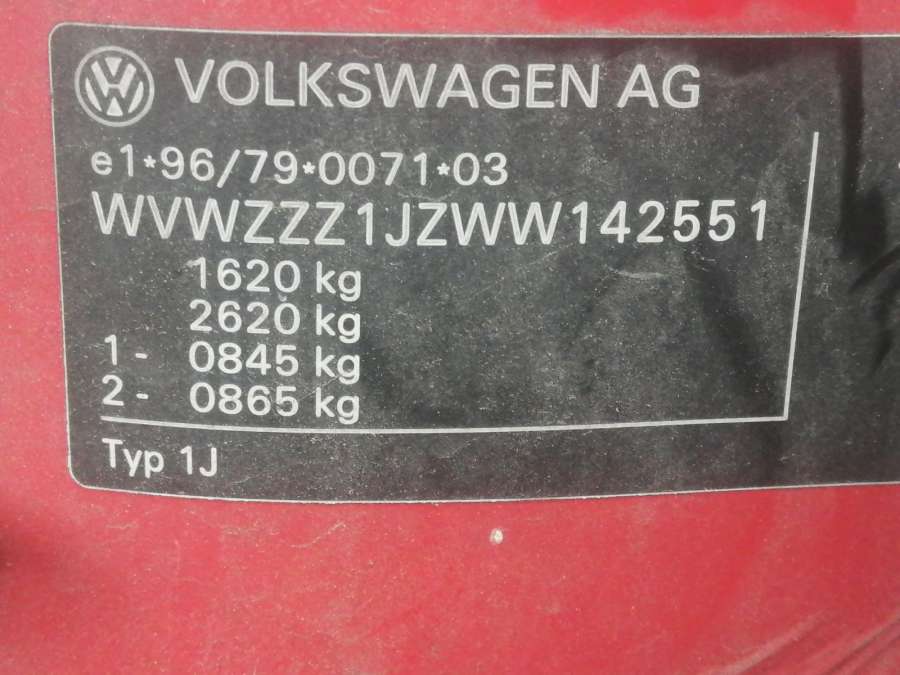 VOLKSWAGEN AG
e1*96/79*0071*03
WVWZZZ1JZWW142551
1620 kg
2620 kg
1- 0845 kg
2- 0865 kg
Typ 1J